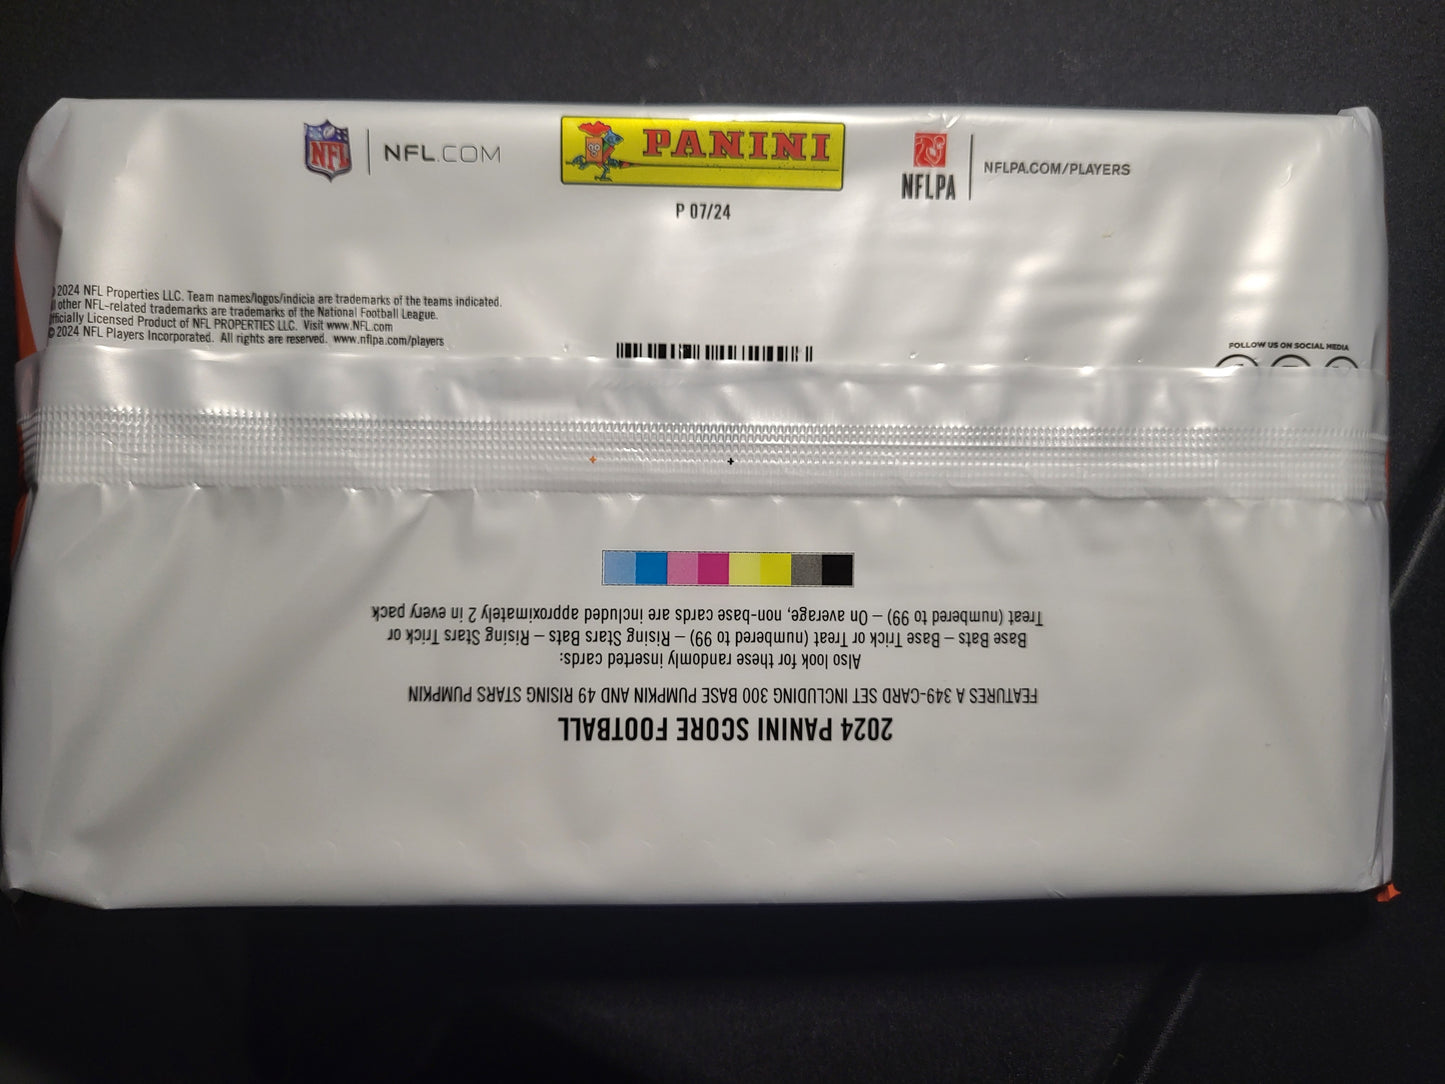 NFL
NFL.COM
PANINI
NFLPA
NFLPA.COM/PLAYERS
P 07/24
2024 NFL Properties LLC. Team names/logos/indicia are trademarks of the teams indicated.
other NFL-related trademarks are trademarks of the National Football League.
fficially Licensed Product of NFL PROPERTIES LLC. Visit www.NFL.com
© 2024 NFL Players Incorporated. All rights are reserved. www.nflpa.com/players
FOLLOW US ON SOCIAL MEDIA
2024 PANINI SCORE FOOTBALL
FEATURES A 349-CARD SET INCLUDING 300 BASE PUMPKIN AND 49 RISING STARS PUMPKIN
Also look for these randomly inserted cards:
Base Bats – Base Trick or Treat (numbered to 99) – Rising Stars Bats – Rising Stars Trick or
Treat (numbered to 99) – On average, non-base cards are included approximately 2 in every pack